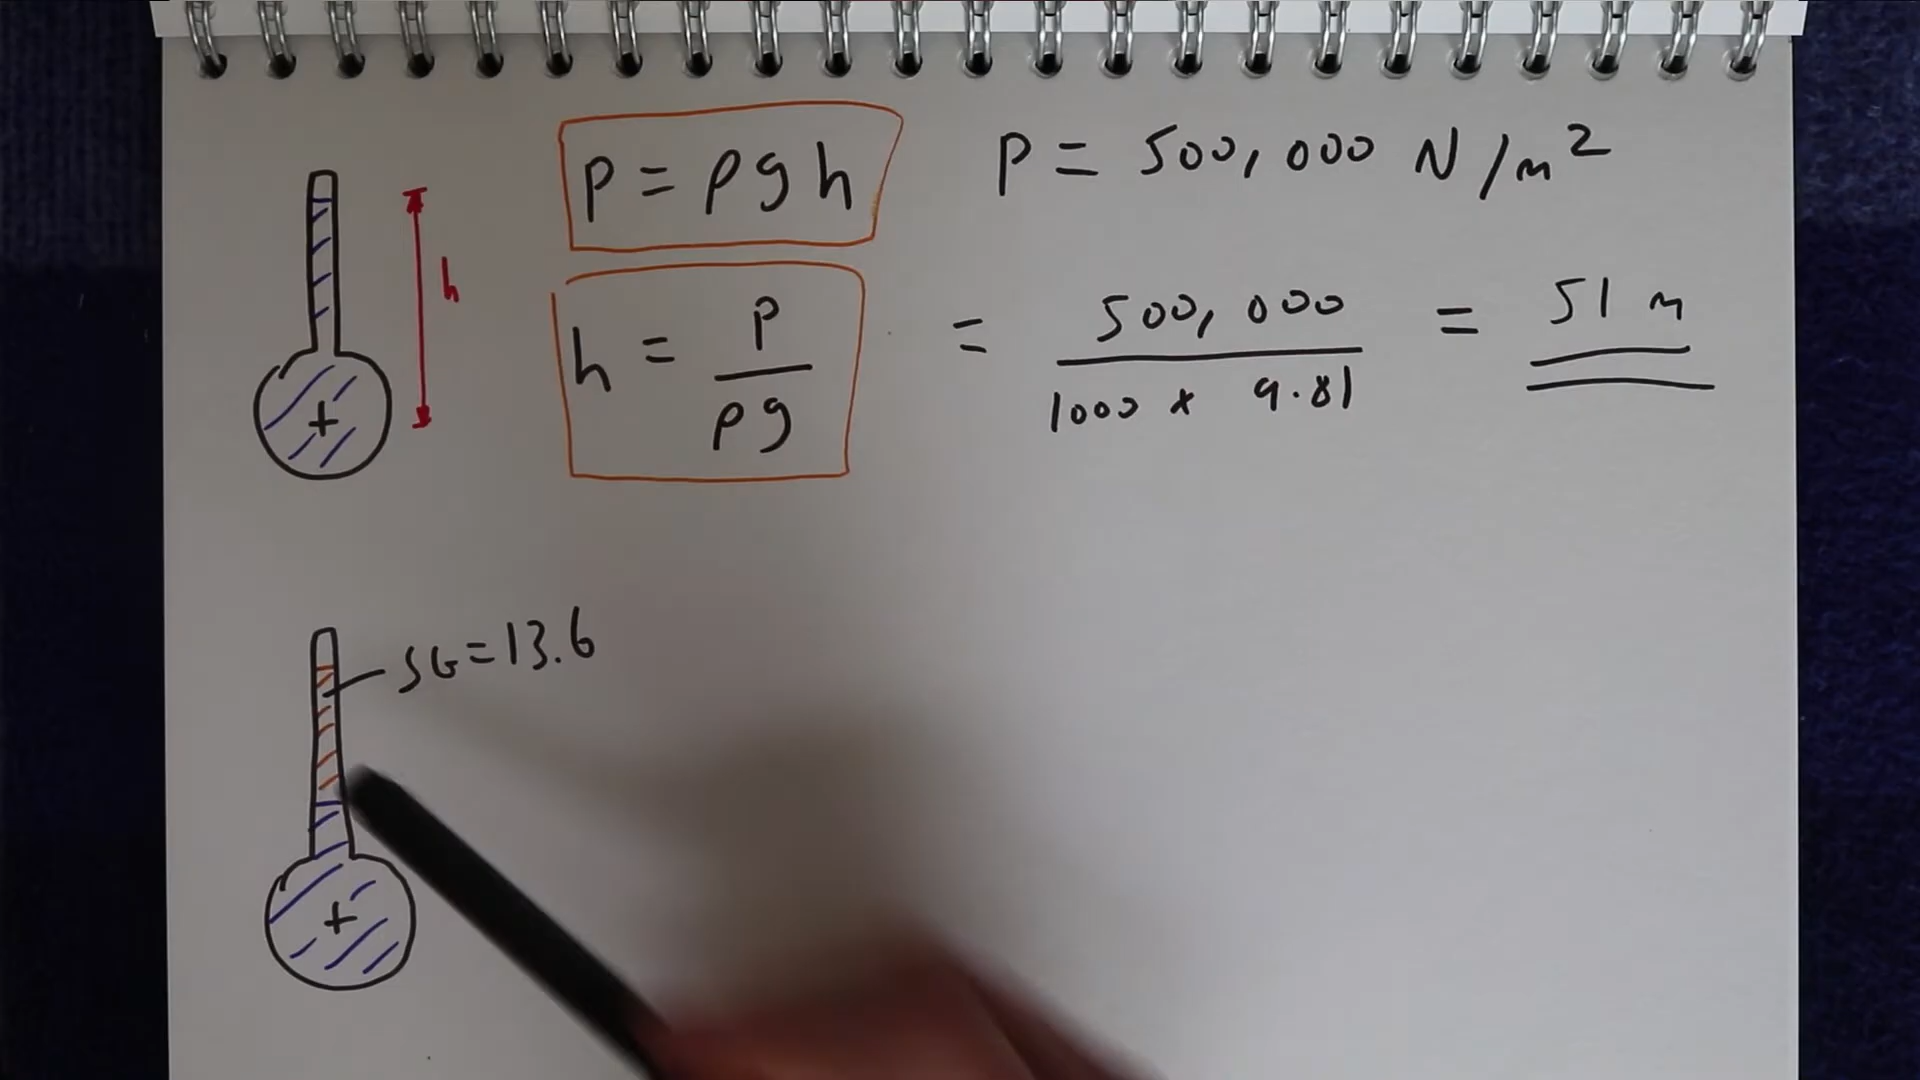 P = ρgh
P = 500,000 N/m²
h
h = P/ρg = 500,000/1000 × 9.81 = 51 m
+
SG=13.6
+